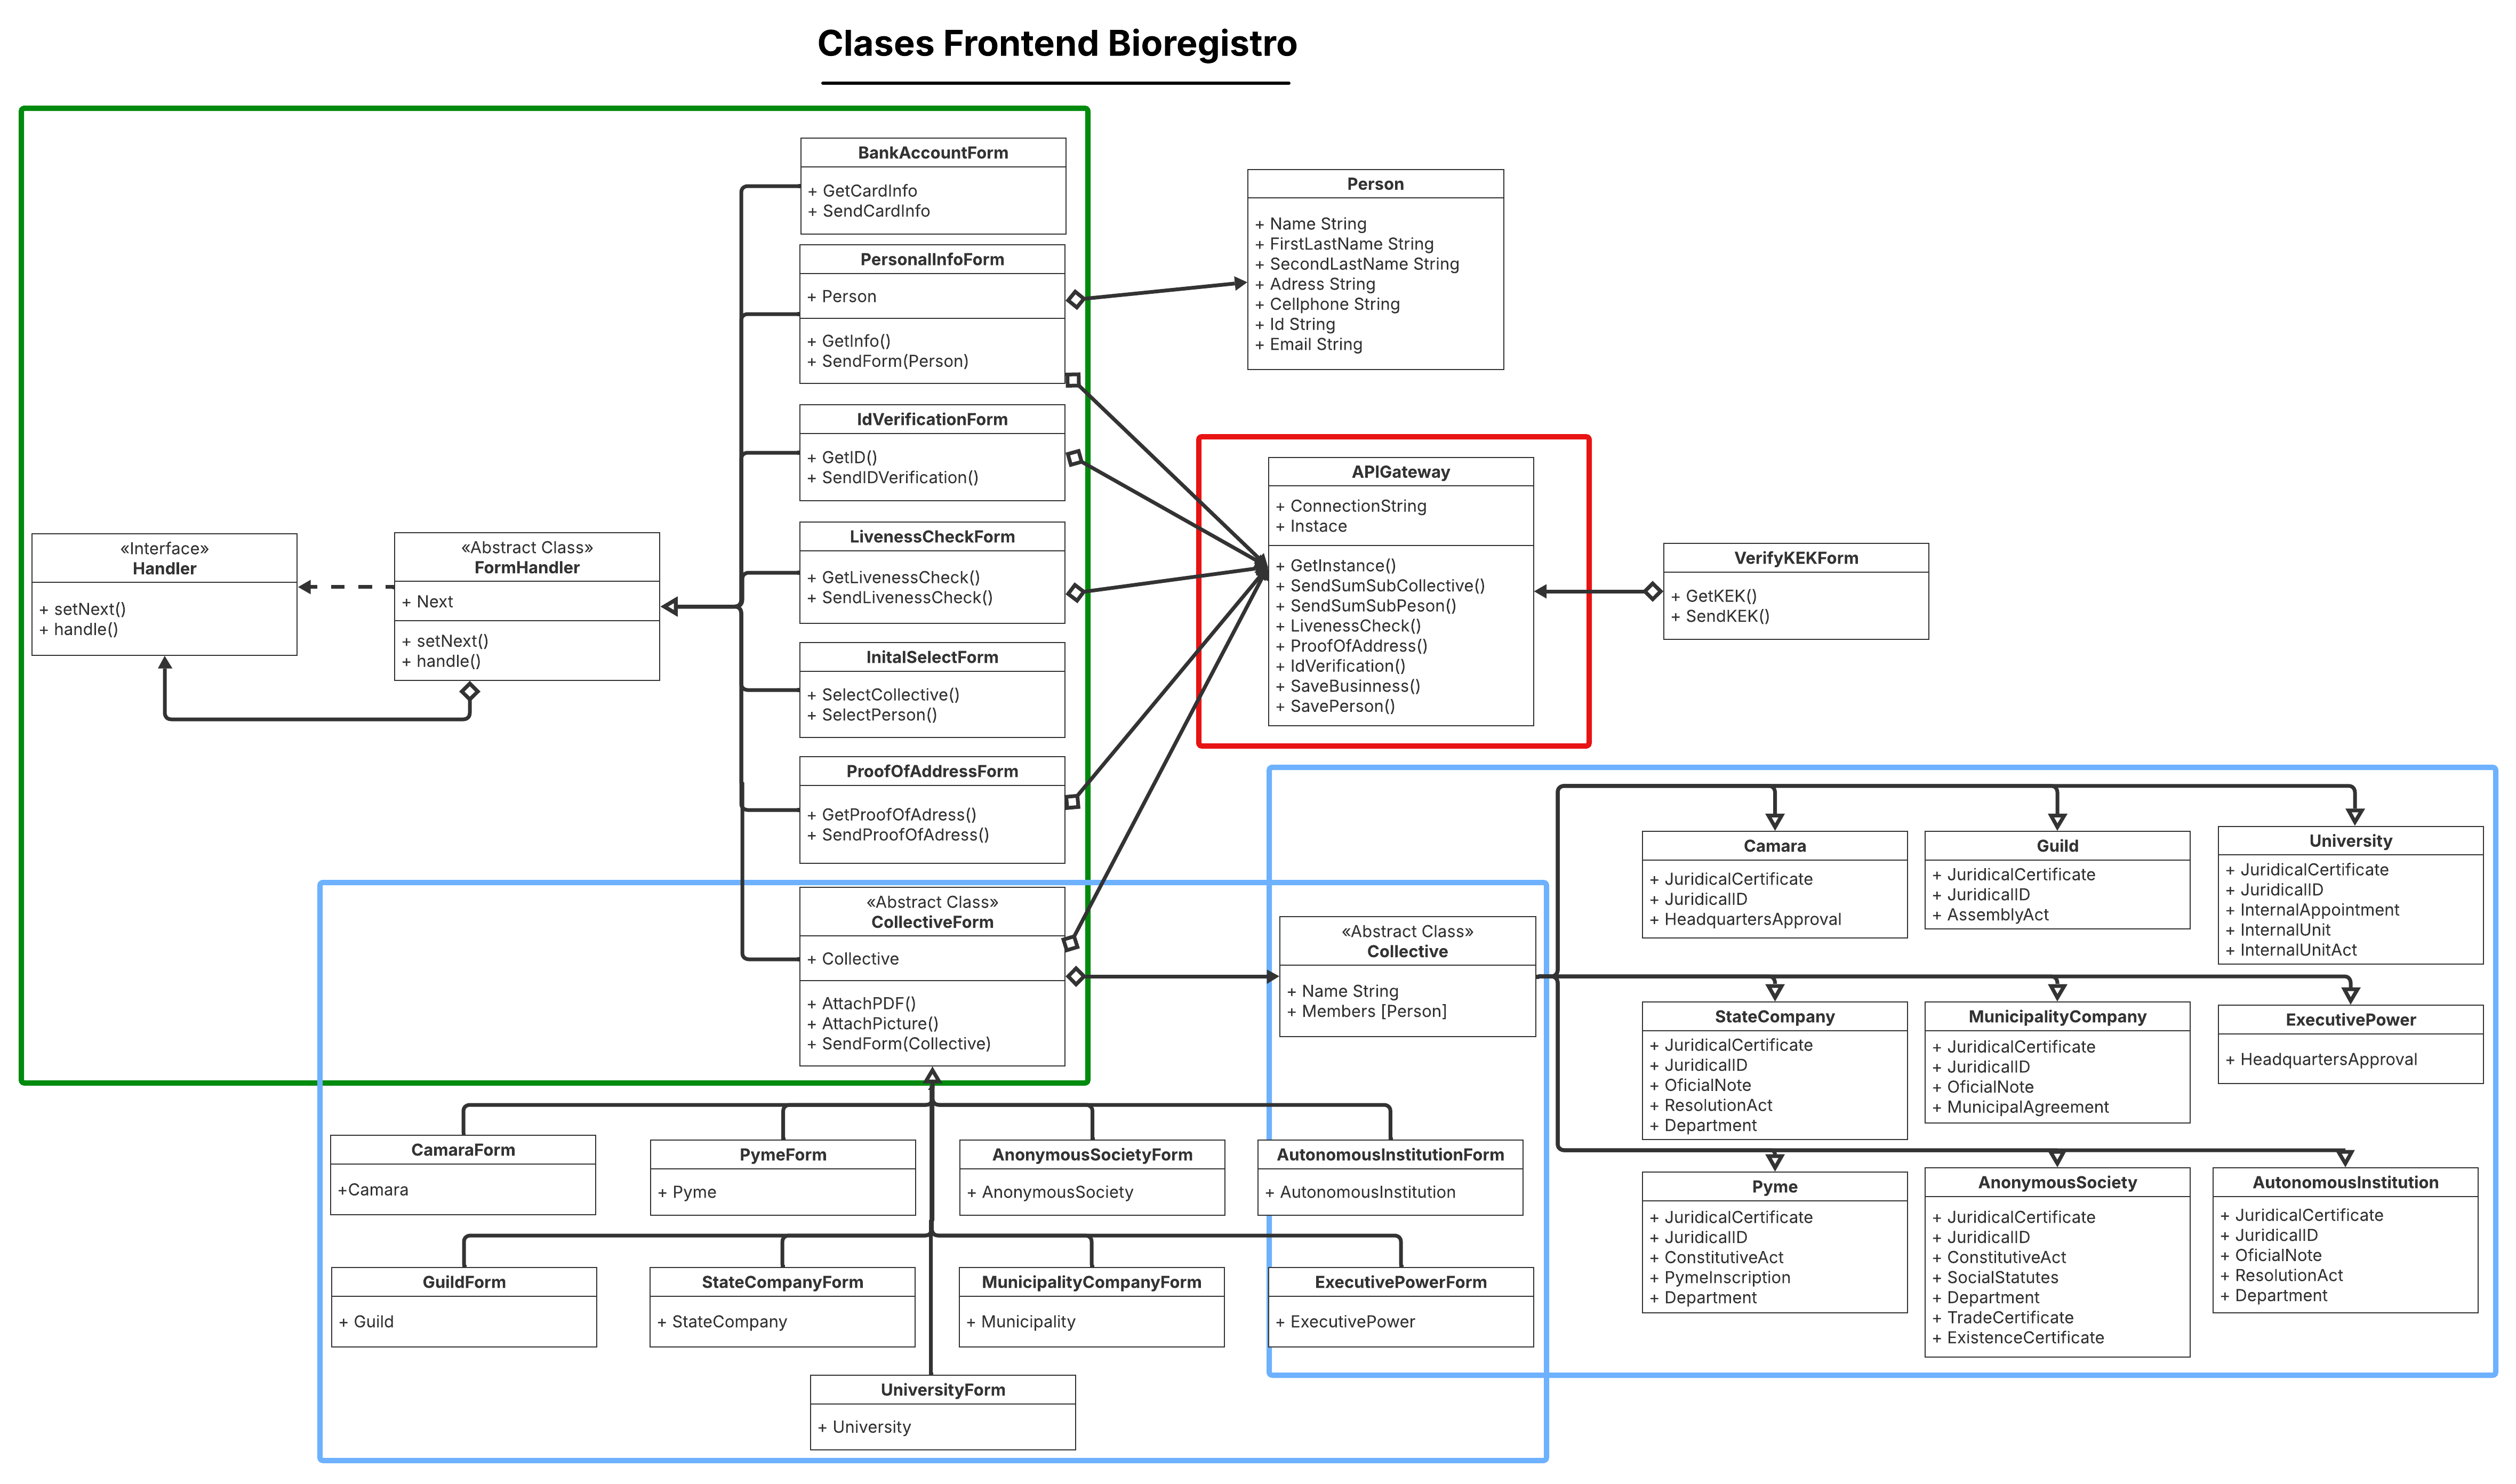 Clases Frontend Bioregistro
BankAccountForm
+ GetCardInfo
+ SendCardInfo
PersonalInfoForm
+ Person
+ GetInfo()
+ SendForm(Person)
Person
+ Name String
+ FirstLastName String
+ SecondLastName String
+ Adress String
+ Cellphone String
+ Id String
+ Email String
IdVerificationForm
+ GetID()
+ SendIDVerification()
LivenessCheckForm
+ GetLivenessCheck()
+ SendLivenessCheck()
APIGateway
+ ConnectionString
+ Instace
+ GetInstance()
+ SendSumSubCollective()
+ SendSumSubPeson()
+ LivenessCheck()
+ ProofOfAddress()
+ IdVerification()
+ SaveBusinness()
+ SavePerson()
VerifyKEKForm
+ GetKEK()
+ SendKEK()
«Interface»
Handler
+ setNext()
+ handle()
«Abstract Class»
FormHandler
+ Next
+ setNext()
+ handle()
InitalSelectForm
+ SelectCollective()
+ SelectPerson()
ProofOfAddressForm
+ GetProofOfAdress()
+ SendProofOfAdress()
«Abstract Class»
CollectiveForm
+ Collective
+ AttachPDF()
+ AttachPicture()
+ SendForm(Collective)
«Abstract Class»
Collective
+ Name String
+ Members [Person]
Camara
+ JuridicalCertificate
+ JuridicalID
+ HeadquartersApproval
Guild
+ JuridicalCertificate
+ JuridicalID
+ AssemblyAct
University
+ JuridicalCertificate
+ JuridicalID
+ InternalAppointment
+ InternalUnit
+ InternalUnitAct
StateCompany
+ JuridicalCertificate
+ JuridicalID
+ OficialNote
+ ResolutionAct
+ Department
MunicipalityCompany
+ JuridicalCertificate
+ JuridicalID
+ OficialNote
+ MunicipalAgreement
ExecutivePower
+ HeadquartersApproval
Pyme
+ JuridicalCertificate
+ JuridicalID
+ ConstitutiveAct
+ PymeInscription
+ Department
AnonymousSociety
+ JuridicalCertificate
+ JuridicalID
+ ConstitutiveAct
+ SocialStatutes
+ Department
+ TradeCertificate
+ ExistenceCertificate
AutonomousInstitution
+ JuridicalCertificate
+ JuridicalID
+ OficialNote
+ ResolutionAct
+ Department
CamaraForm
+Camara
PymeForm
+ Pyme
AnonymousSocietyForm
+ AnonymousSociety
AutonomousInstitutionForm
+ AutonomousInstitution
GuildForm
+ Guild
StateCompanyForm
+ StateCompany
MunicipalityCompanyForm
+ Municipality
ExecutivePowerForm
+ ExecutivePower
UniversityForm
+ University